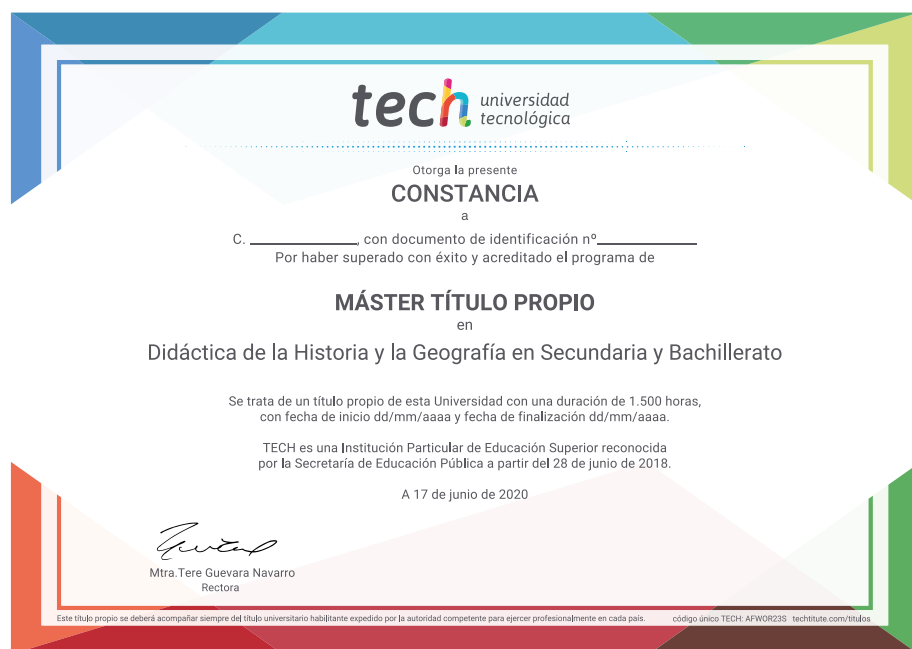 tech universidad
tecnológica
Otorga la presente
CONSTANCIA
a
C. ____________, con documento de identificación nº____________
Por haber superado con éxito y acreditado el programa de
MÁSTER TÍTULO PROPIO
en
Didáctica de la Historia y la Geografía en Secundaria y Bachillerato
Se trata de un título propio de esta Universidad con una duración de 1.500 horas,
con fecha de inicio dd/mm/aaaa y fecha de finalización dd/mm/aaaa.
TECH es una Institución Particular de Educación Superior reconocida
por la Secretaría de Educación Pública a partir del 28 de junio de 2018.
A 17 de junio de 2020
Mtra.Tere Guevara Navarro
Rectora
Este título propio se deberá acompañar siempre del título universitario habilitante expedido por la autoridad competente para ejercer profesionalmente en cada país. código único TECH: AFWOR23S techtitute.com/titulos